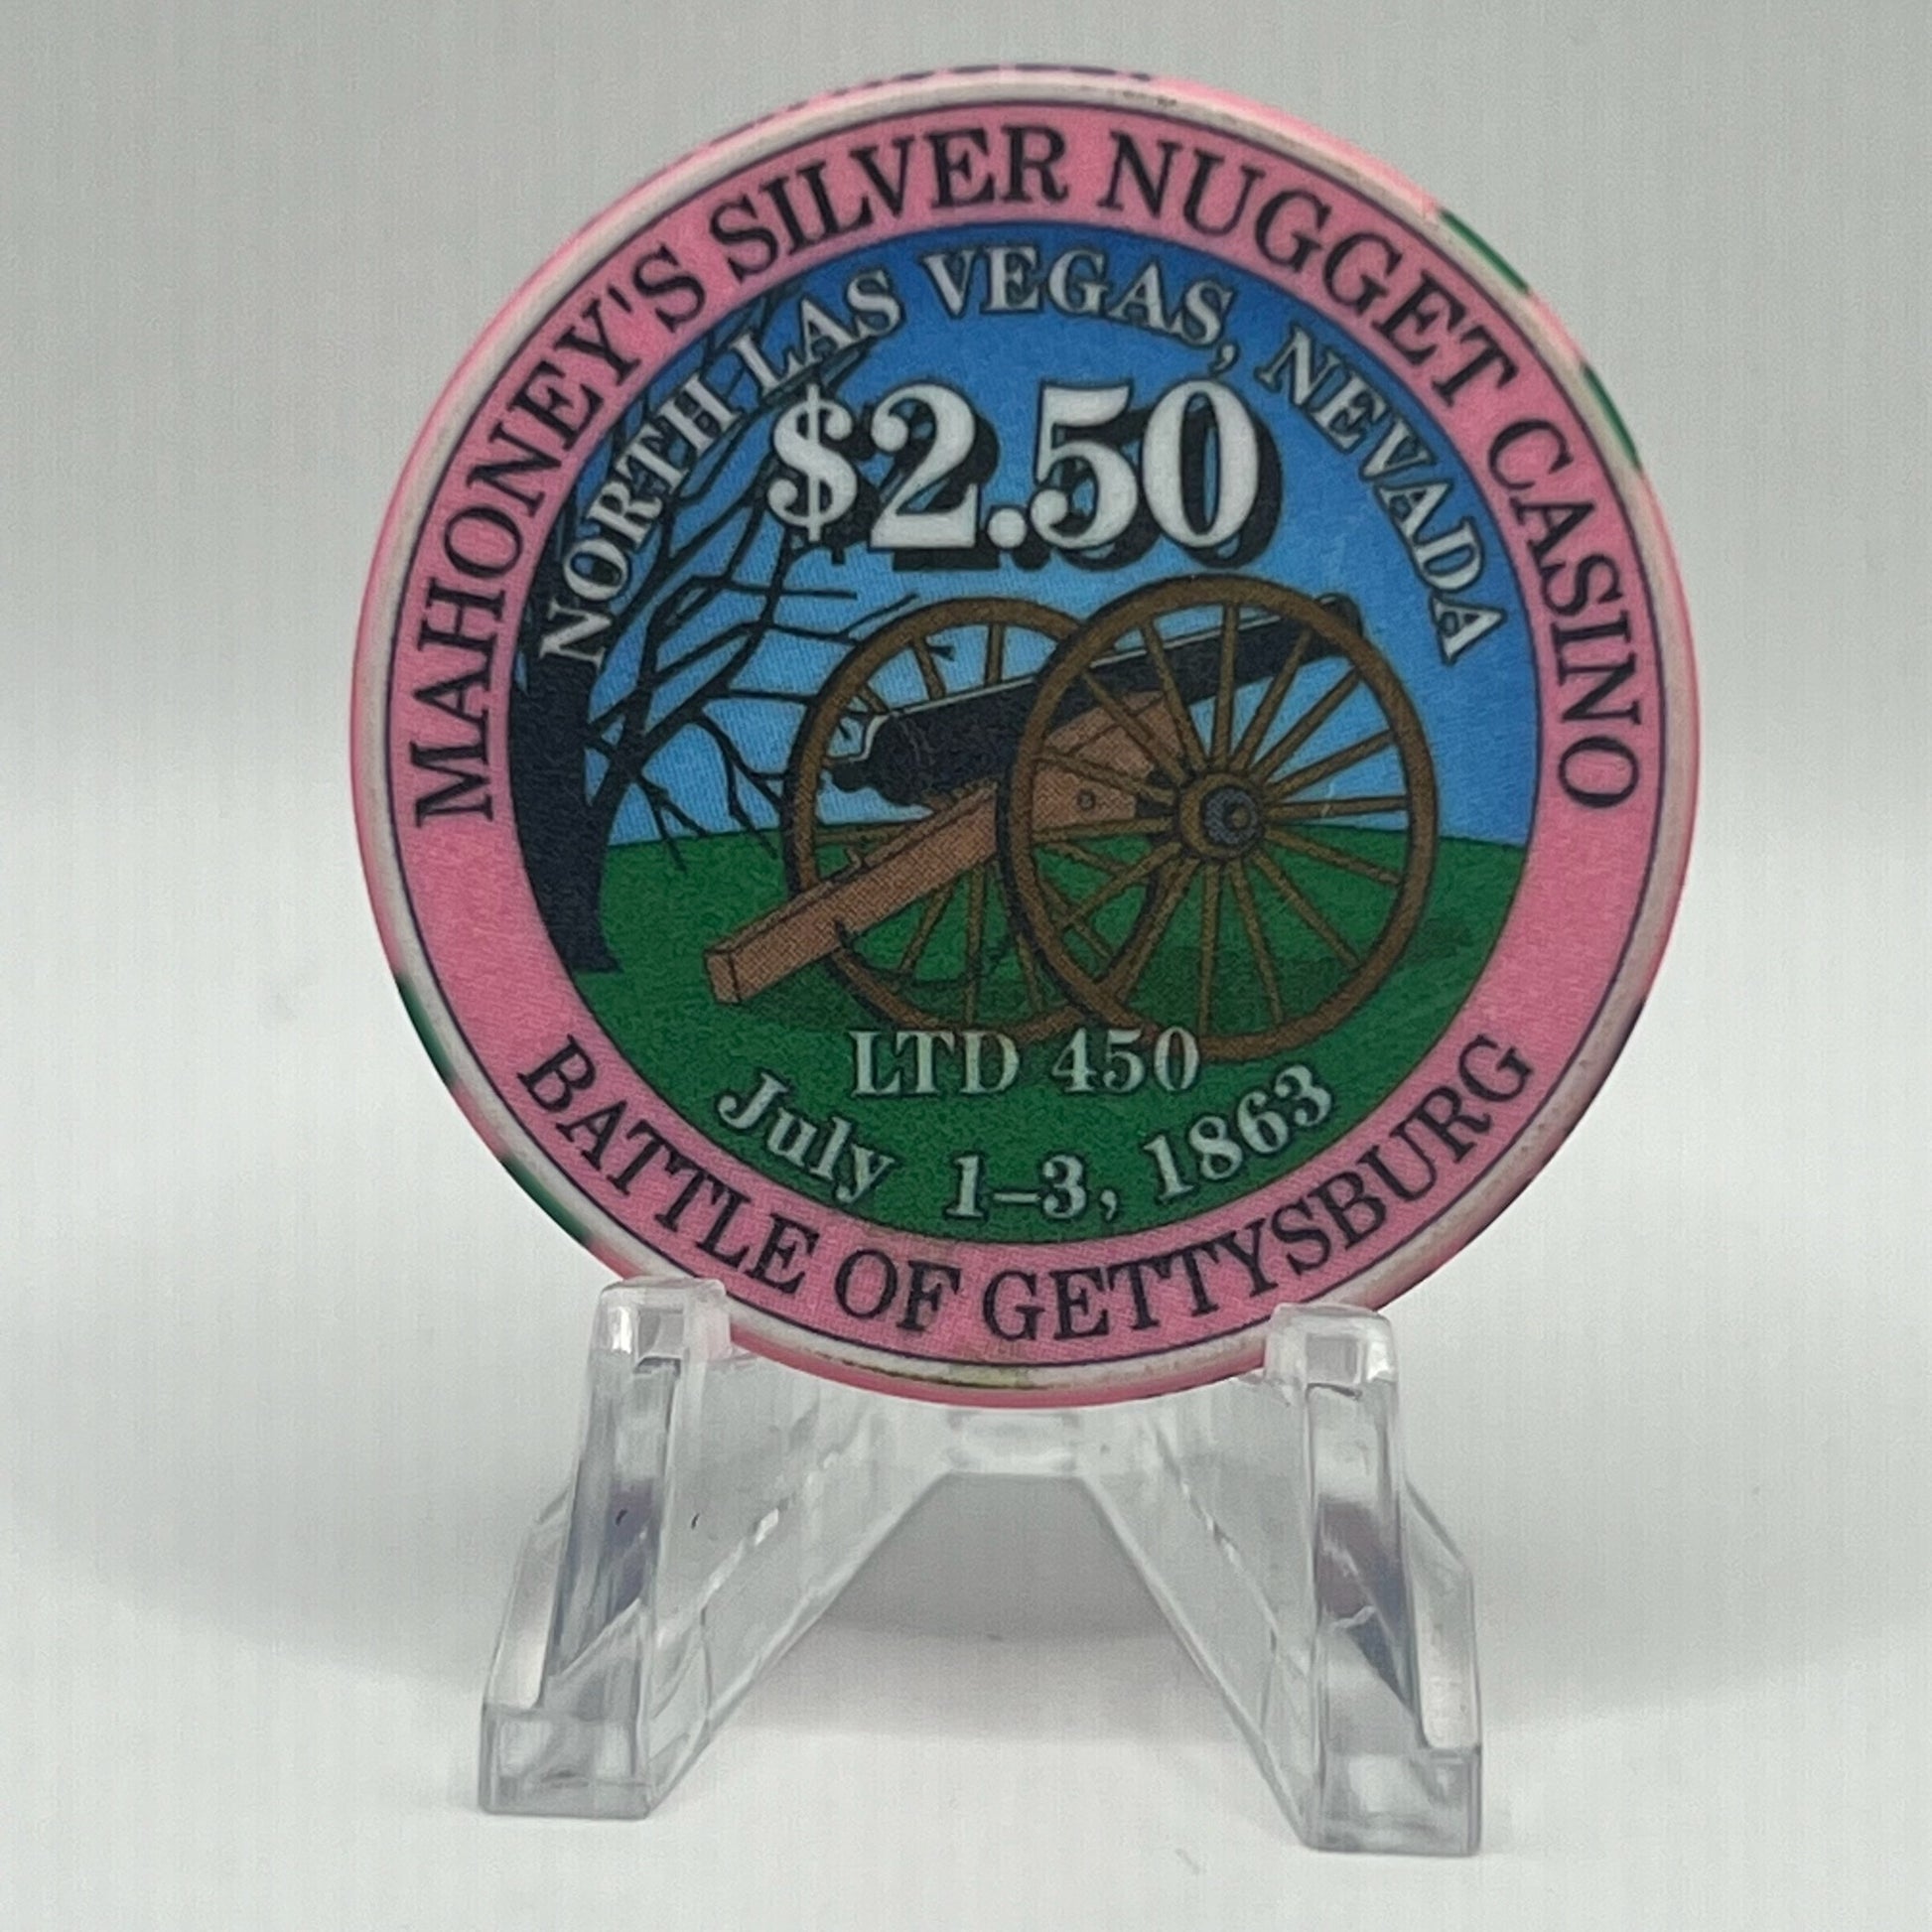 MAHONEY'S SILVER NUGGET CASINO
NORTH LAS VEGAS, NEVADA
$2.50
LTD 450
July 1–3, 1863
BATTLE OF GETTYSBURG